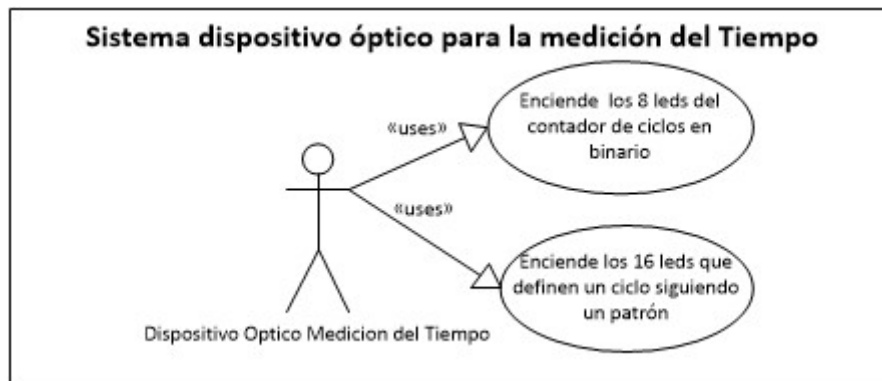 Sistema dispositivo óptico para la medición del Tiempo
Enciende los 8 leds del
contador de ciclos en
binario
«uses»
«uses»
Enciende los 16 leds que
definen un ciclo siguiendo
un patrón
Dispositivo Optico Medicion del Tiempo